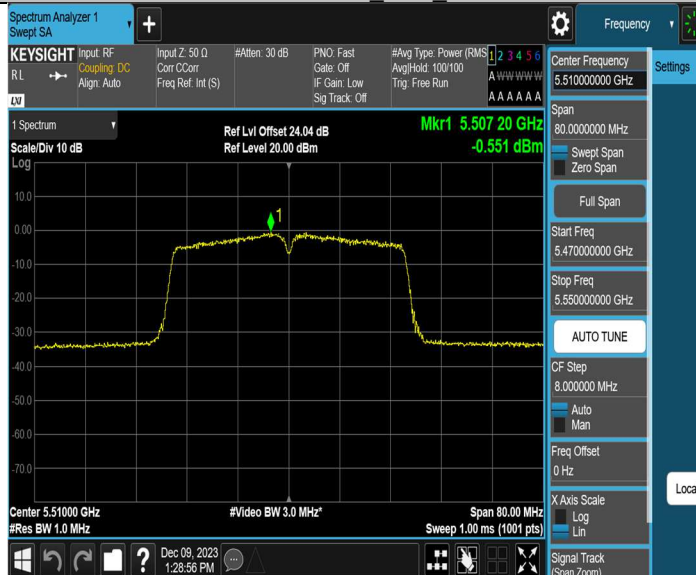 Spectrum Analyzer 1
Swept SA
+
Frequency
KEYSIGHT
RL
LXI
Input: RF
Coupling: DC
Align: Auto
Input Z: 50 Ω
Corr CCorr
Freq Ref: Int (S)
#Atten: 30 dB
PNO: Fast
Gate: Off
IF Gain: Low
Sig Track: Off
#Avg Type: Power (RMS
Avg|Hold: 100/100
Trig: Free Run
1 2 3 4 5 6
A W W W W W
A A A A A A
1 Spectrum
Scale/Div 10 dB
Log
Ref Lvl Offset 24.04 dB
Ref Level 20.00 dBm
Mkr1 5.507 20 GHz
-0.551 dBm
10.0
0.00
-10.0
-20.0
-30.0
-40.0
-50.0
-60.0
-70.0
1
Center 5.51000 GHz
#Res BW 1.0 MHz
#Video BW 3.0 MHz*
Span 80.00 MHz
Sweep 1.00 ms (1001 pts)
?
Dec 09, 2023
1:28:56 PM
Center Frequency
5.510000000 GHz
Span
80.0000000 MHz
Swept Span
Zero Span
Full Span
Start Freq
5.470000000 GHz
Stop Freq
5.550000000 GHz
AUTO TUNE
CF Step
8.000000 MHz
Auto
Man
Freq Offset
0 Hz
X Axis Scale
Log
Lin
Signal Track
(Span Zoom)
Settings
Loca